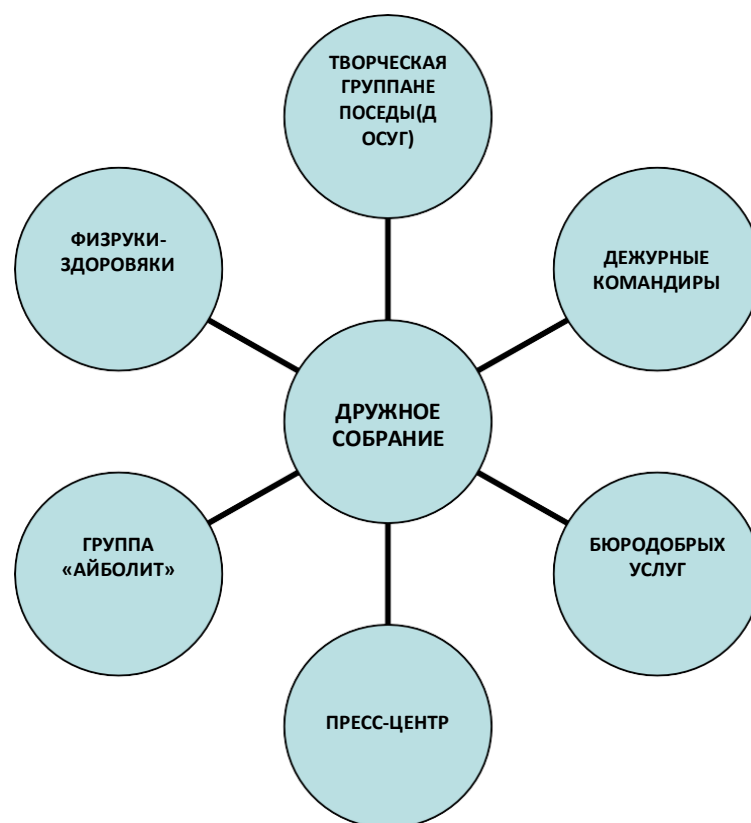 ТВОРЧЕСКАЯ
ГРУППАНЕ
ПОСЕДЫ(Д
ОСУГ)
ФИЗРУКИ-
ЗДОРОВЯКИ
ДЕЖУРНЫЕ
КОМАНДИРЫ
ДРУЖНОЕ
СОБРАНИЕ
ГРУППА
«АЙБОЛИТ»
БЮРОДОБРЫХ
УСЛУГ
ПРЕСС-ЦЕНТР